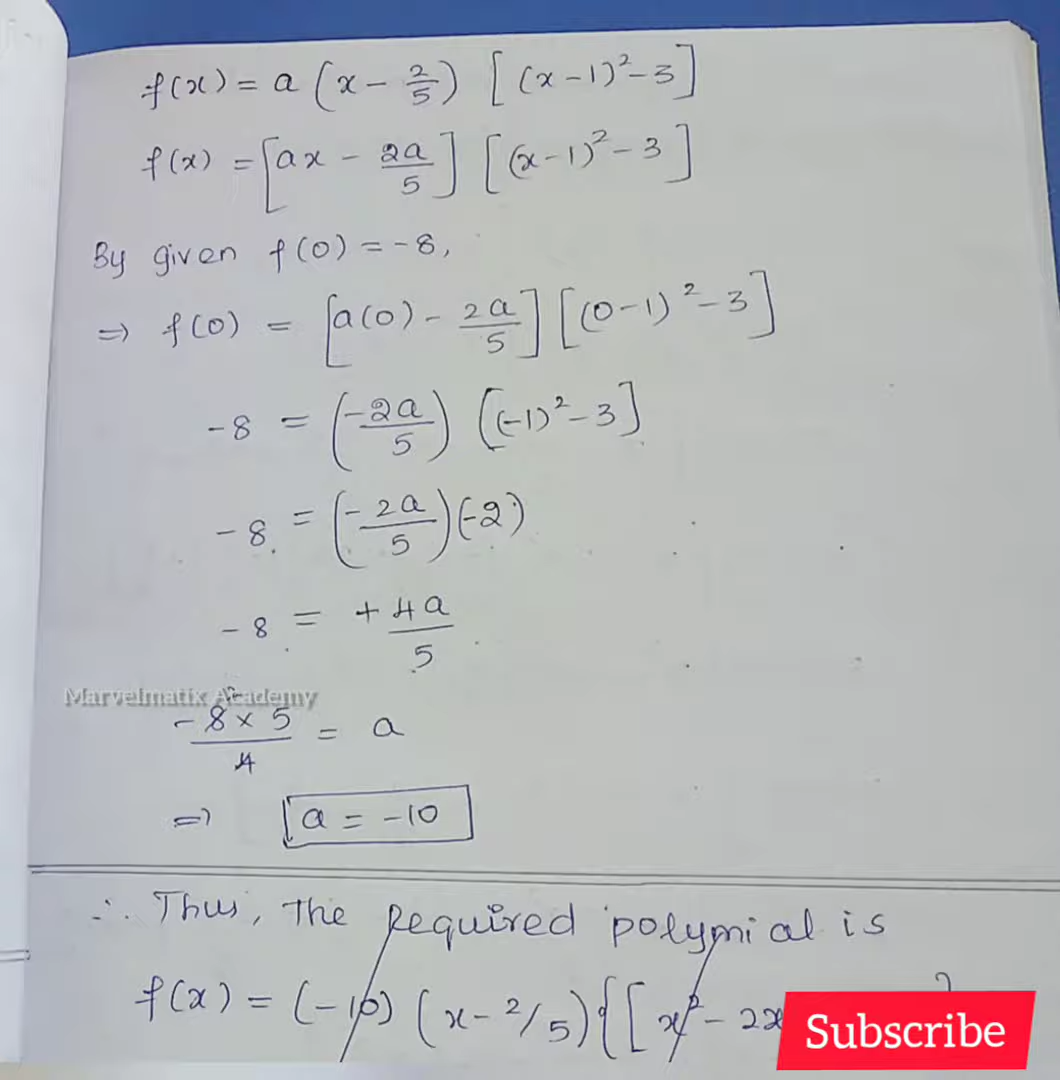 f(x) = a (x - 2/5) [(x-1)² - 3]
f(x) = [ax - 2a/5] [(x-1)² - 3]
By given f(0) = -8,
⇒ f(0) = [a(0) - 2a/5] [(0-1)² - 3]
-8 = (-2a/5) ((-1)² - 3]
-8 = (-2a/5)(-2)
-8 = +4a/5
Marvelmatix Academy
-8 × 5/4 = a
⇒ a = -10
∴ Thus, The Required polymial is
f(x) = (-10) (x - 2/5) {[x² - 2x
Subscribe